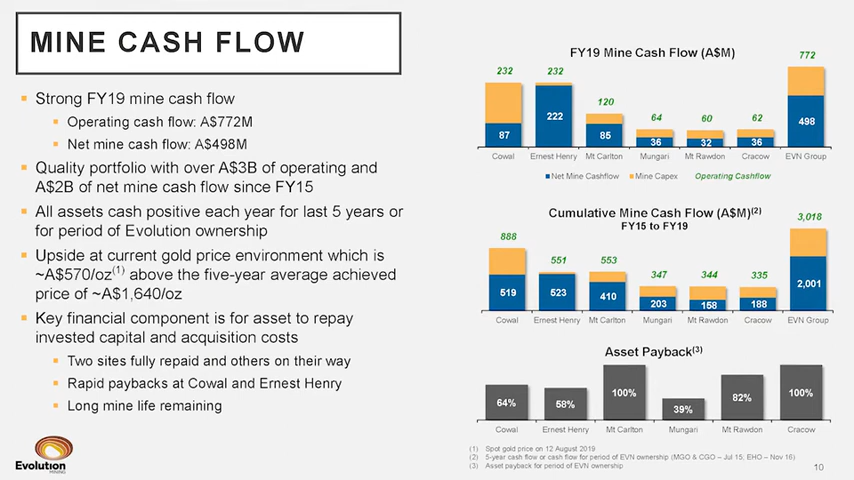 MINE CASH FLOW
▪ Strong FY19 mine cash flow
▪ Operating cash flow: A$772M
▪ Net mine cash flow: A$498M
▪ Quality portfolio with over A$3B of operating and
A$2B of net mine cash flow since FY15
▪ All assets cash positive each year for last 5 years or
for period of Evolution ownership
▪ Upside at current gold price environment which is
~A$570/oz(1) above the five-year average achieved
price of ~A$1,640/oz
▪ Key financial component is for asset to repay
invested capital and acquisition costs
▪ Two sites fully repaid and others on their way
▪ Rapid paybacks at Cowal and Ernest Henry
▪ Long mine life remaining
Evolution
MINING
FY19 Mine Cash Flow (A$M)
232 232 120 64 60 62 772
87 222 85 36 32 36 498
Cowal Ernest Henry Mt Carlton Mungari Mt Rawdon Cracow EVN Group
Net Mine Cashflow Mine Capex Operating Cashflow
Cumulative Mine Cash Flow (A$M)(2)
FY15 to FY19
888 551 553 347 344 335 3,018
519 523 410 203 158 188 2,001
Cowal Ernest Henry Mt Carlton Mungari Mt Rawdon Cracow EVN Group
Asset Payback(3)
64% 58% 100% 39% 82% 100%
Cowal Ernest Henry Mt Carlton Mungari Mt Rawdon Cracow
(1) Spot gold price on 12 August 2019
(2) 5-year cash flow or cash flow for period of EVN ownership (MGO & CGO – Jul 15; EHO – Nov 16)
(3) Asset payback for period of EVN ownership
10